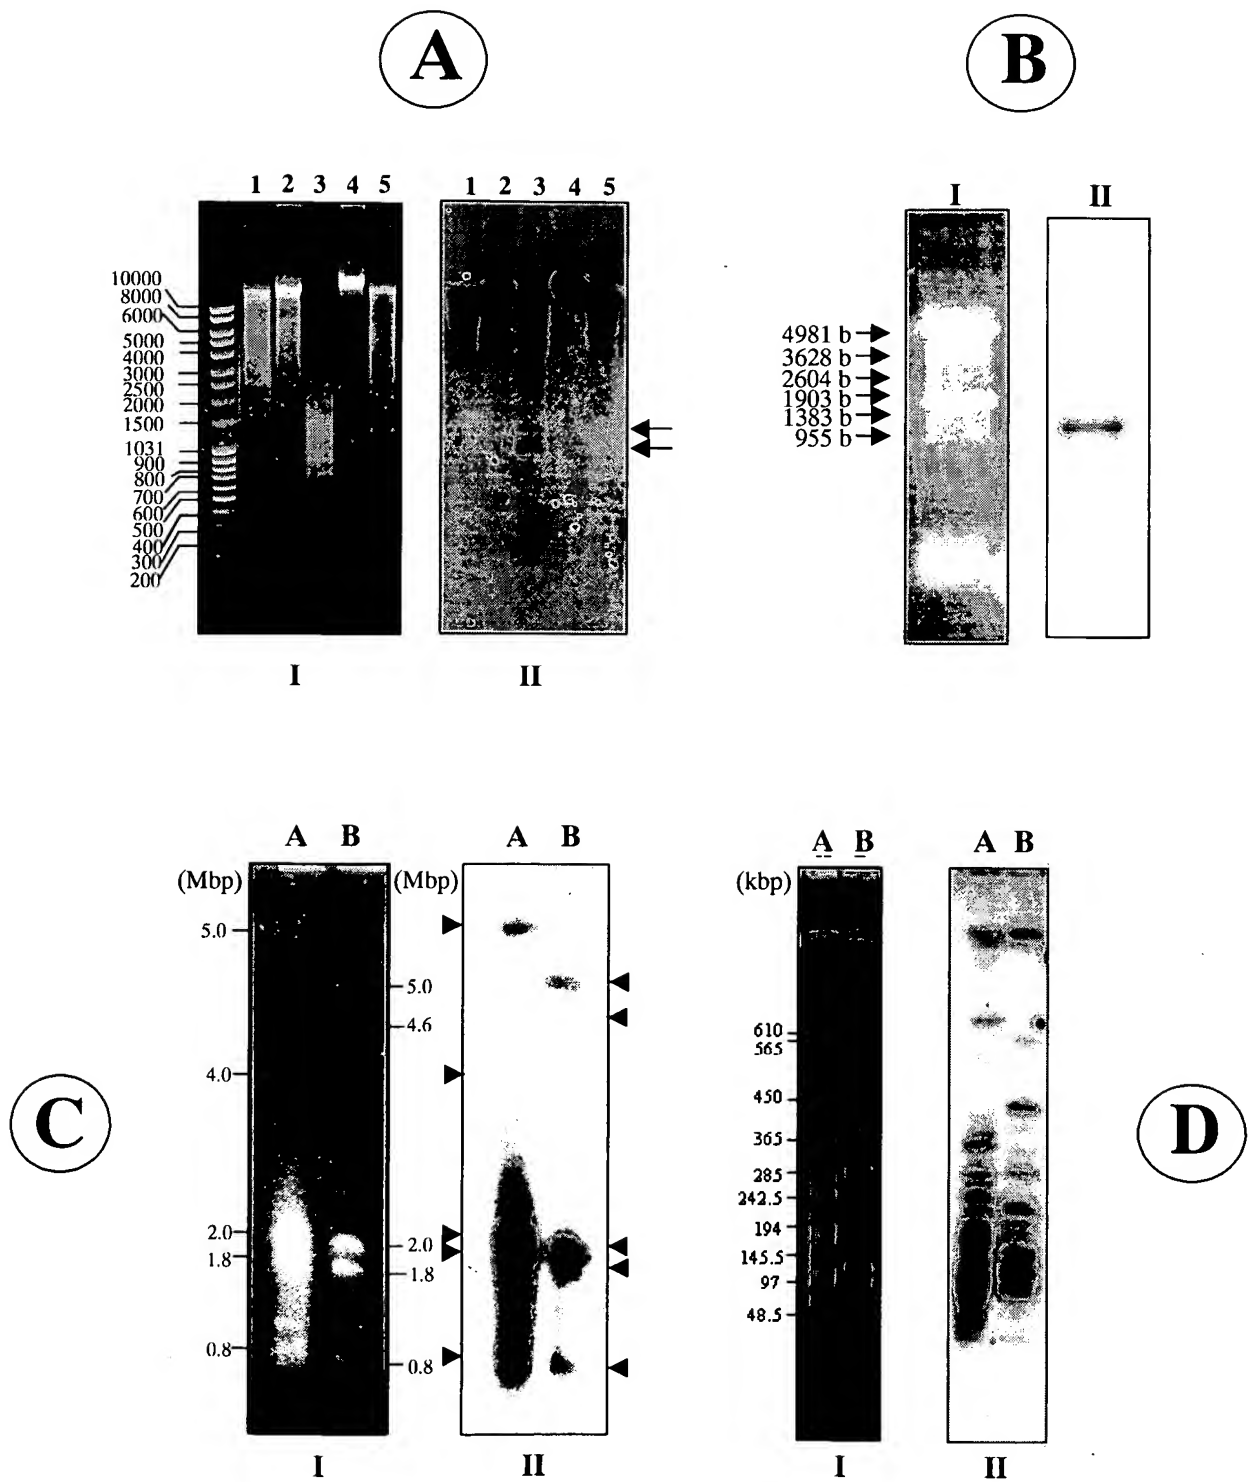 A
B
1 2 3 4 5
10000
8000
6000
5000
4000
3000
2500
2000
1500
1031
900
800
700
600
500
400
300
200
I
1 2 3 4 5
II
I
II
4981 b
3628 b
2604 b
1903 b
1383 b
955 b
C
A B
(Mbp)
5.0
4.0
2.0
1.8
0.8
I
(Mbp)
5.0
4.6
2.0
1.8
0.8
A B
II
A B
(kbp)
610
565
450
365
285
242.5
194
145.5
97
48.5
I
A B
II
D